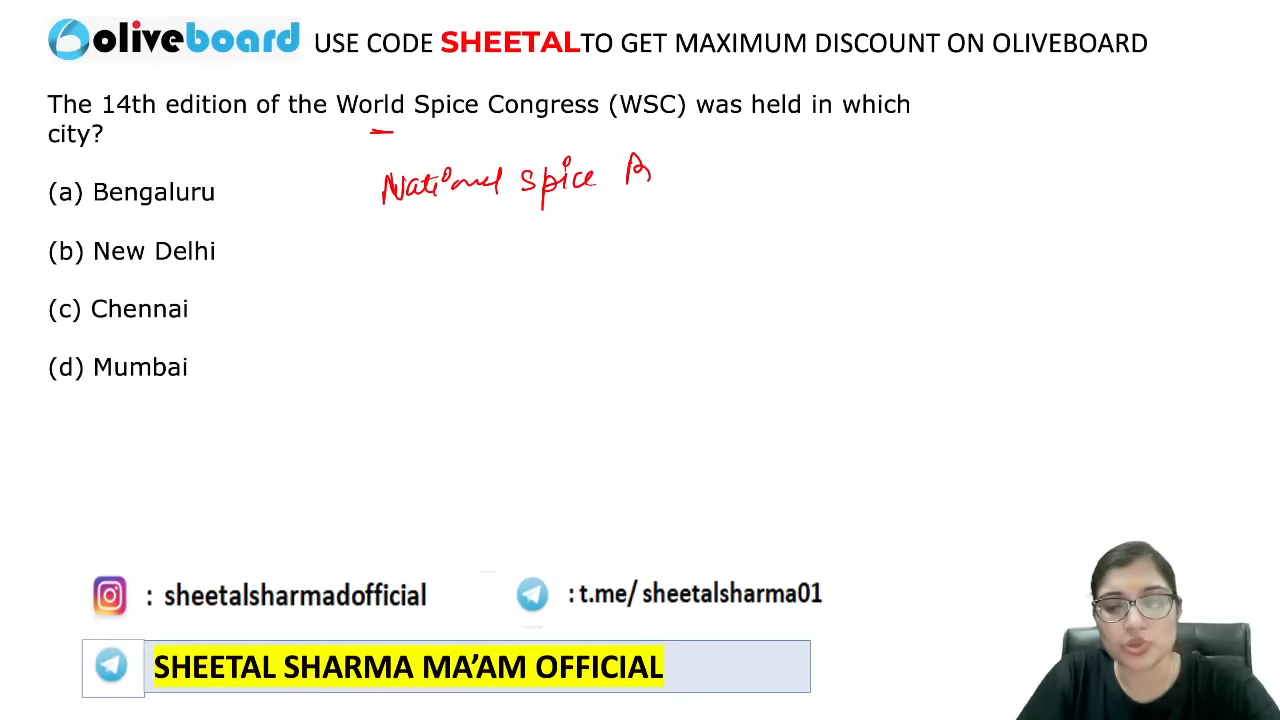 oliveboard USE CODE SHEETAL TO GET MAXIMUM DISCOUNT ON OLIVEBOARD
The 14th edition of the World Spice Congress (WSC) was held in which
city?
National Spice B
(a) Bengaluru
(b) New Delhi
(c) Chennai
(d) Mumbai
: sheetalsharmadofficial : t.me/ sheetalsharma01
SHEETAL SHARMA MA’AM OFFICIAL